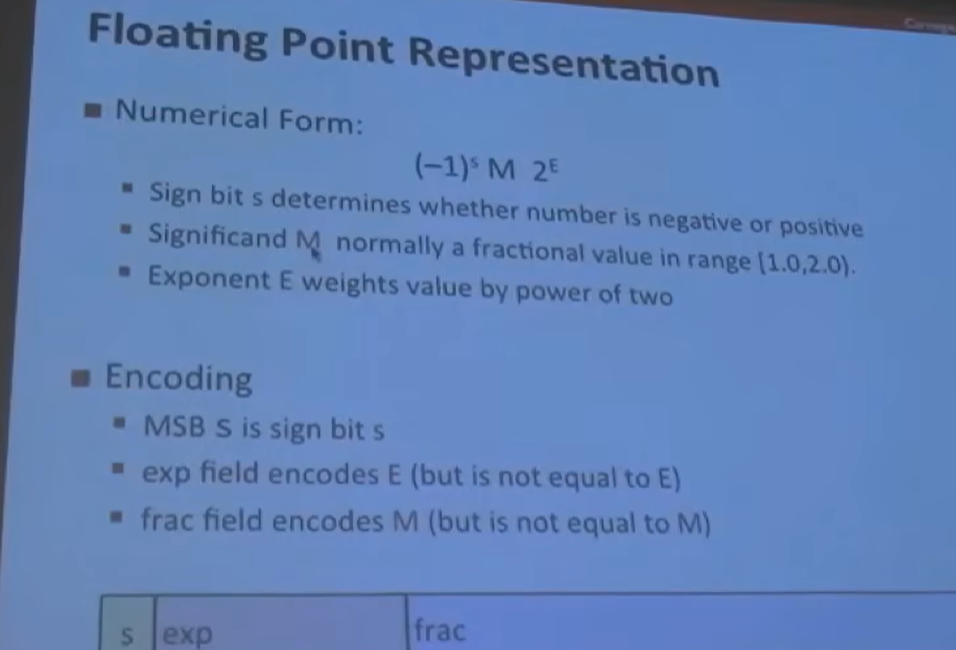 Floating Point Representation
Numerical Form:
(−1)ˢ M 2ᴱ
Sign bit s determines whether number is negative or positive
Significand M normally a fractional value in range [1.0,2.0).
Exponent E weights value by power of two
Encoding
MSB s is sign bit s
exp field encodes E (but is not equal to E)
frac field encodes M (but is not equal to M)
s exp frac